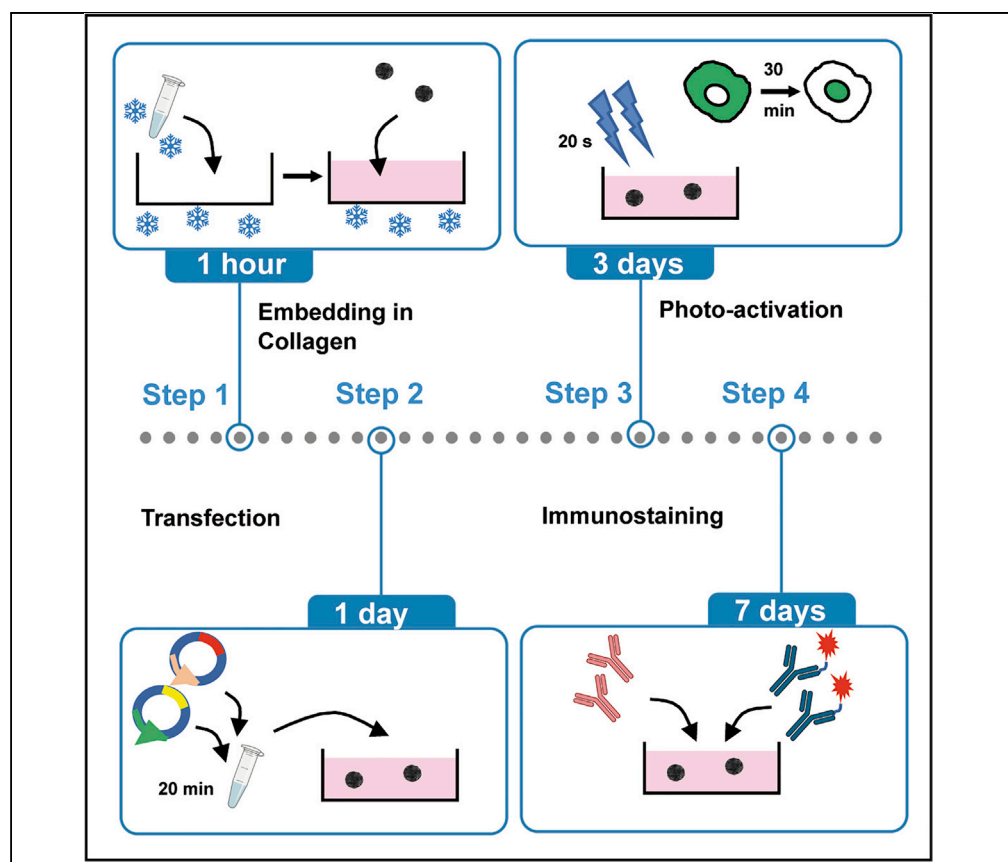 30
min
20 s
1 hour
3 days
Embedding in
Collagen
Photo-activation
Step 1
Step 2
Step 3
Step 4
Transfection
Immunostaining
1 day
7 days
20 min